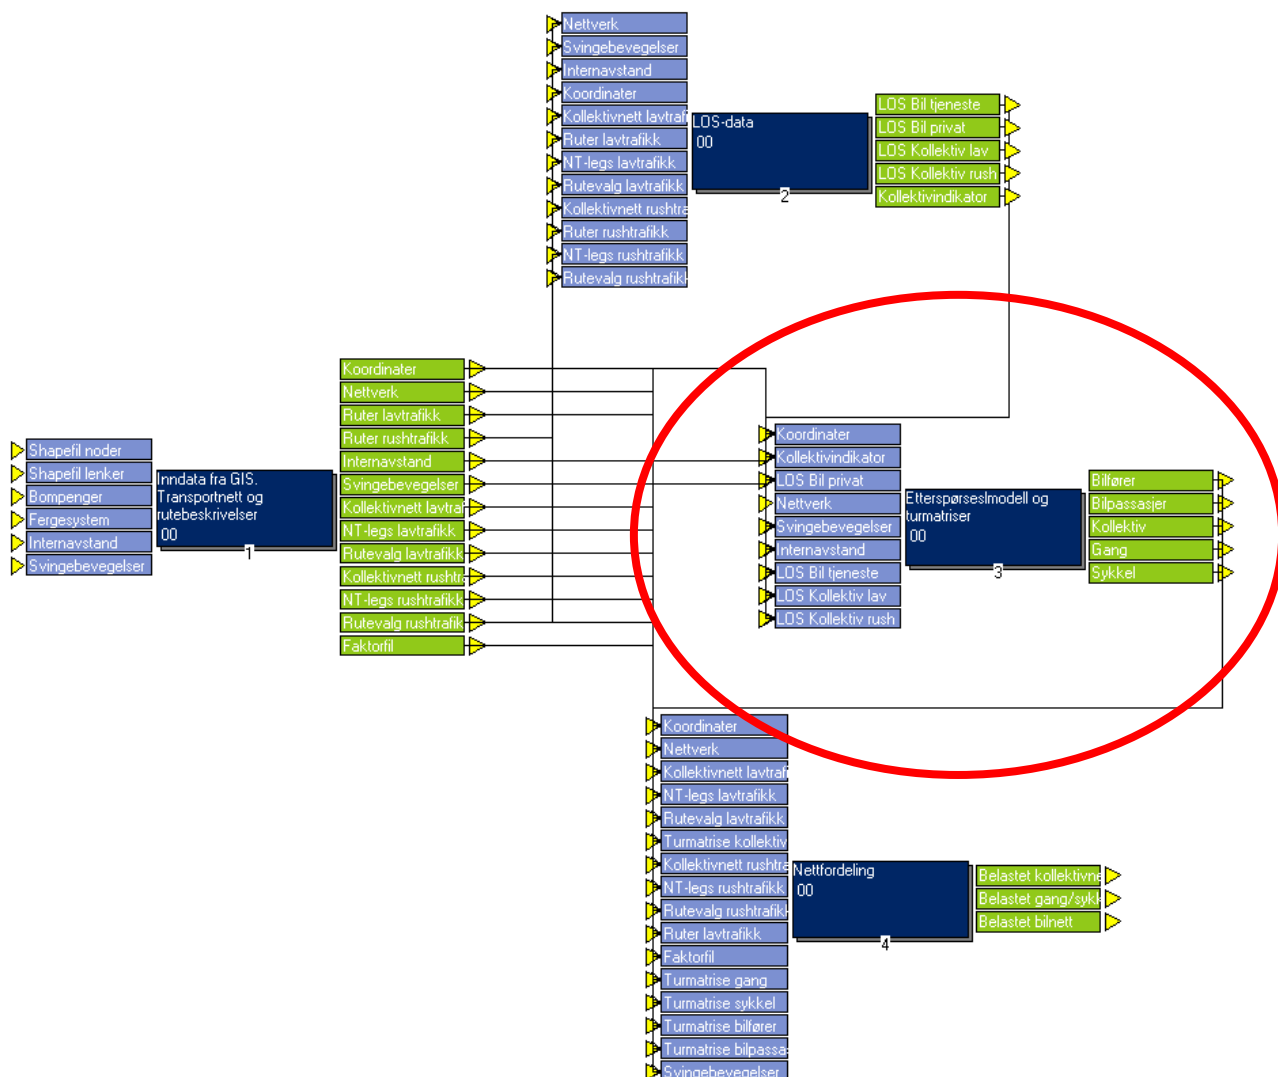 Nettverk
Svingebevegelser
Internavstand
Koordinater
Kollektivnett lavtrafi
Ruter lavtrafikk
NT-legs lavtrafikk
Rutevalg lavtrafikk
Kollektivnett rushtra
Ruter rushtrafikk
NT-legs rushtrafikk
Rutevalg rushtrafikk
LOS-data
00
2
LOS Bil tjeneste
LOS Bil privat
LOS Kollektiv lav
LOS Kollektiv rush
Kollektivindikator
Shapefil noder
Shapefil lenker
Bompenger
Fergesystem
Internavstand
Svingebevegelser
Inndata fra GIS.
Transportnett og
rutebeskrivelser
00
1
Koordinater
Nettverk
Ruter lavtrafikk
Ruter rushtrafikk
Internavstand
Svingebevegelser
Kollektivnett lavtra
NT-legs lavtrafikk
Rutevalg lavtrafikk
Kollektivnett rushtr
NT-legs rushtrafikk
Rutevalg rushtrafik
Faktorfil
Koordinater
Kollektivindikator
LOS Bil privat
Nettverk
Svingebevegelser
Internavstand
LOS Bil tjeneste
LOS Kollektiv lav
LOS Kollektiv rush
Etterspørseslmodell og
turmatriser
00
3
Bilfører
Bilpassasjer
Kollektiv
Gang
Sykkel
Koordinater
Nettverk
Kollektivnett lavtrafi
NT-legs lavtrafikk
Rutevalg lavtrafikk
Turmatrise kollektiv
Kollektivnett rushtra
NT-legs rushtrafikk
Rutevalg rushtrafikk
Ruter lavtrafikk
Faktorfil
Turmatrise gang
Turmatrise sykkel
Turmatrise bilfører
Turmatrise bilpassa
Svingebevegelser
Nettfordeling
00
4
Belastet kollektivne
Belastet gang/sykk
Belastet bilnett